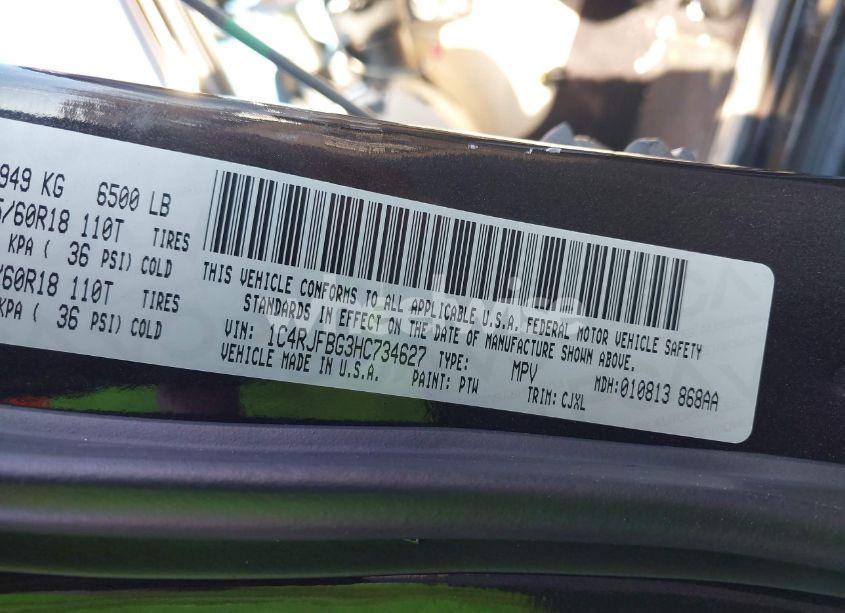 949 KG 6500 LB
/60R18 110T TIRES
KPA ( 36 PSI) COLD
/60R18 110T TIRES
KPA ( 36 PSI) COLD
THIS VEHICLE CONFORMS TO ALL APPLICABLE U.S.A. FEDERAL MOTOR VEHICLE SAFETY
STANDARDS IN EFFECT ON THE DATE OF MANUFACTURE SHOWN ABOVE.
VIN: 1C4RJFBG3HC734627 TYPE: MPV MDH:010813 868AA
VEHICLE MADE IN U.S.A. PAINT: PTW TRIM:CJXL